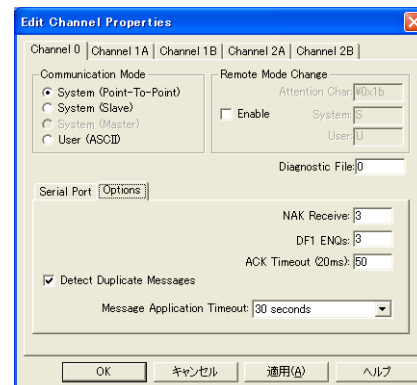 Edit Channel Properties
Channel 0 Channel 1A Channel 1B Channel 2A Channel 2B
Communication Mode
System (Point-To-Point)
System (Slave)
System (Master)
User (ASCII)
Remote Mode Change
Attention Char: ¥0x1b
Enable System: S
User: U
Diagnostic File: 0
Serial Port Options
NAK Receive: 3
DF1 ENQs: 3
ACK Timeout (20ms): 50
Detect Duplicate Messages
Message Application Timeout: 30 seconds
OK キャンセル 適用(A) ヘルプ